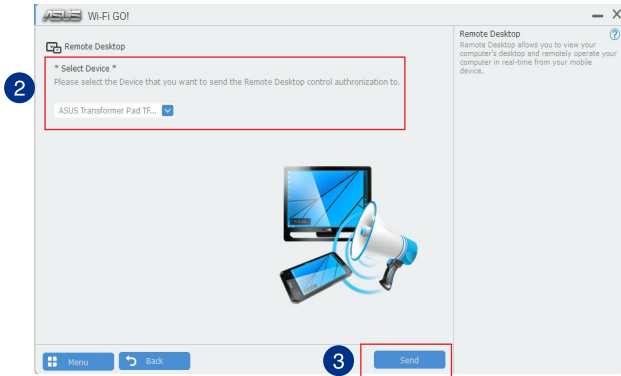 ASUS Wi-Fi GO!
Remote Desktop
* Select Device *
Please select the Device that you want to send the Remote Desktop control authronization to.
ASUS Transformer Pad TF...
2
Menu
Back
3
Send
Remote Desktop
Remote Desktop allows you to view your
computer's desktop and remotely operate your
computer in real-time from your mobile
device.
?